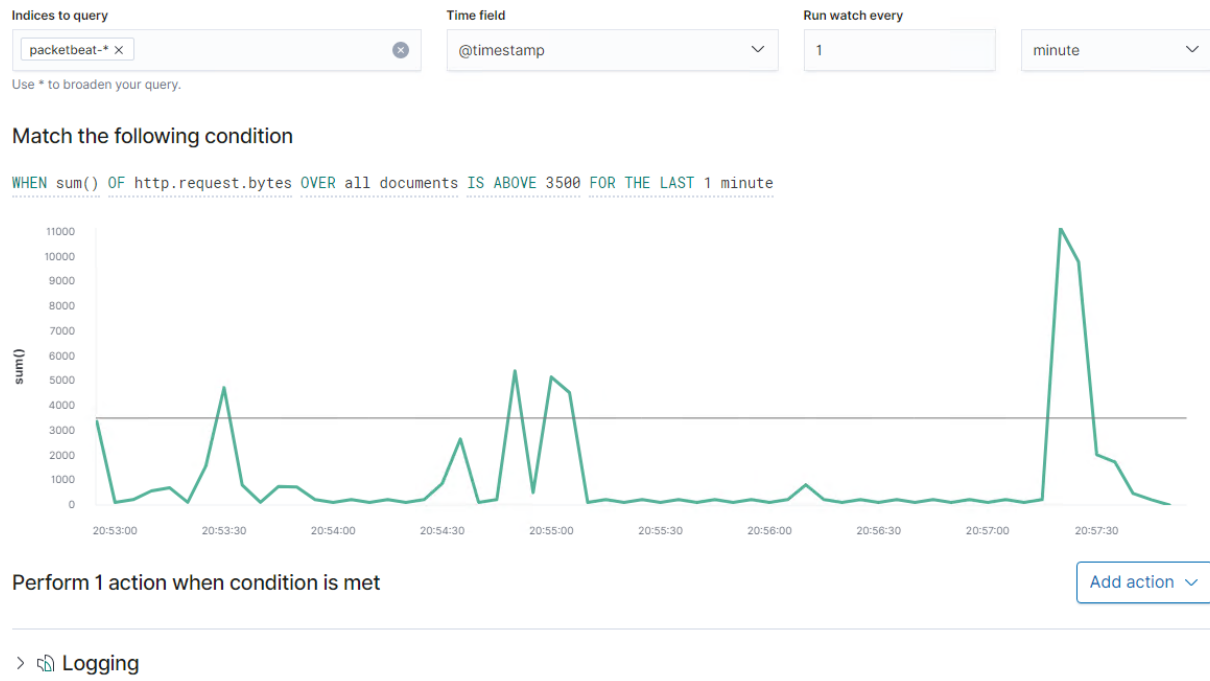 Indices to query Time field Run watch every
packetbeat-* × @timestamp 1 minute
Use * to broaden your query.
Match the following condition
WHEN sum() OF http.request.bytes OVER all documents IS ABOVE 3500 FOR THE LAST 1 minute
11000
10000
9000
8000
7000
6000
5000
4000
3000
2000
1000
0
sum()
20:53:00 20:53:30 20:54:00 20:54:30 20:55:00 20:55:30 20:56:00 20:56:30 20:57:00 20:57:30
Perform 1 action when condition is met Add action
Logging